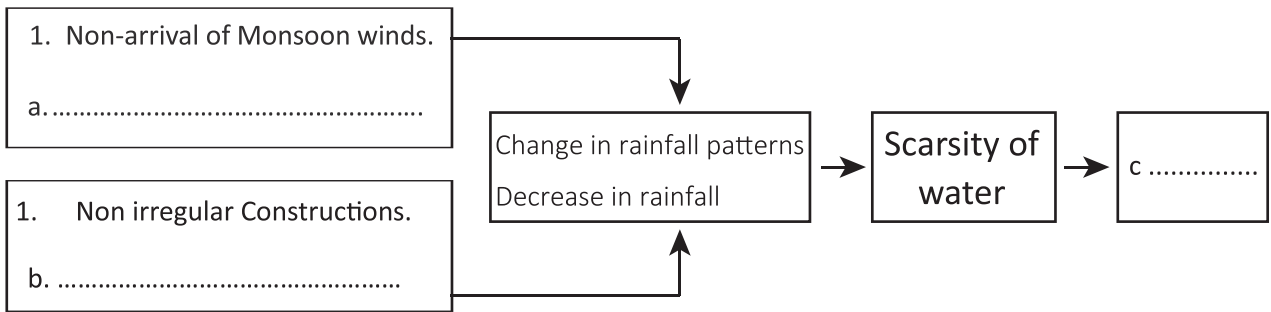 1. Non-arrival of Monsoon winds.
a. ......................................................
1. Non irregular Constructions.
b. ..................................................
Change in rainfall patterns
Decrease in rainfall
Scarsity of
water
c ...............